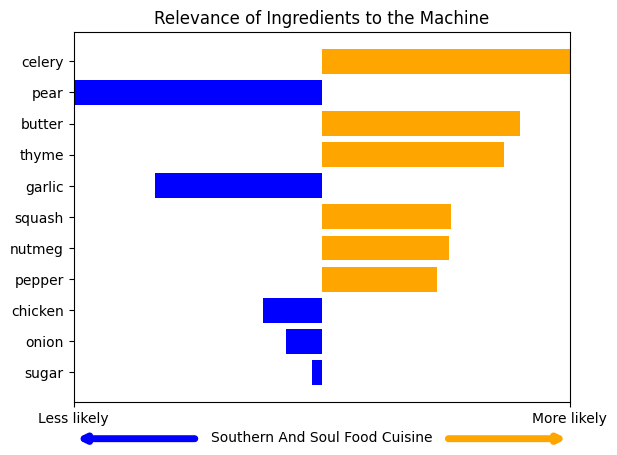 Relevance of Ingredients to the Machine
celery
pear
butter
thyme
garlic
squash
nutmeg
pepper
chicken
onion
sugar
Less likely More likely
Southern And Soul Food Cuisine